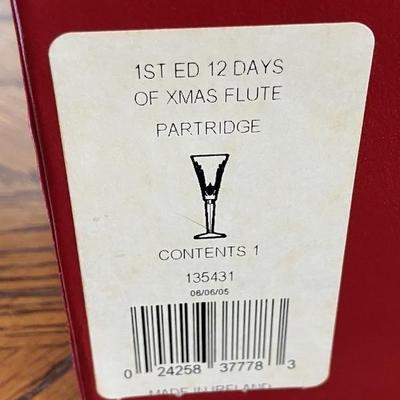 1ST ED 12 DAYS
OF XMAS FLUTE
PARTRIDGE
CONTENTS 1
135431
06/06/05
0 24258 37778 3
MADE IN IRELAND